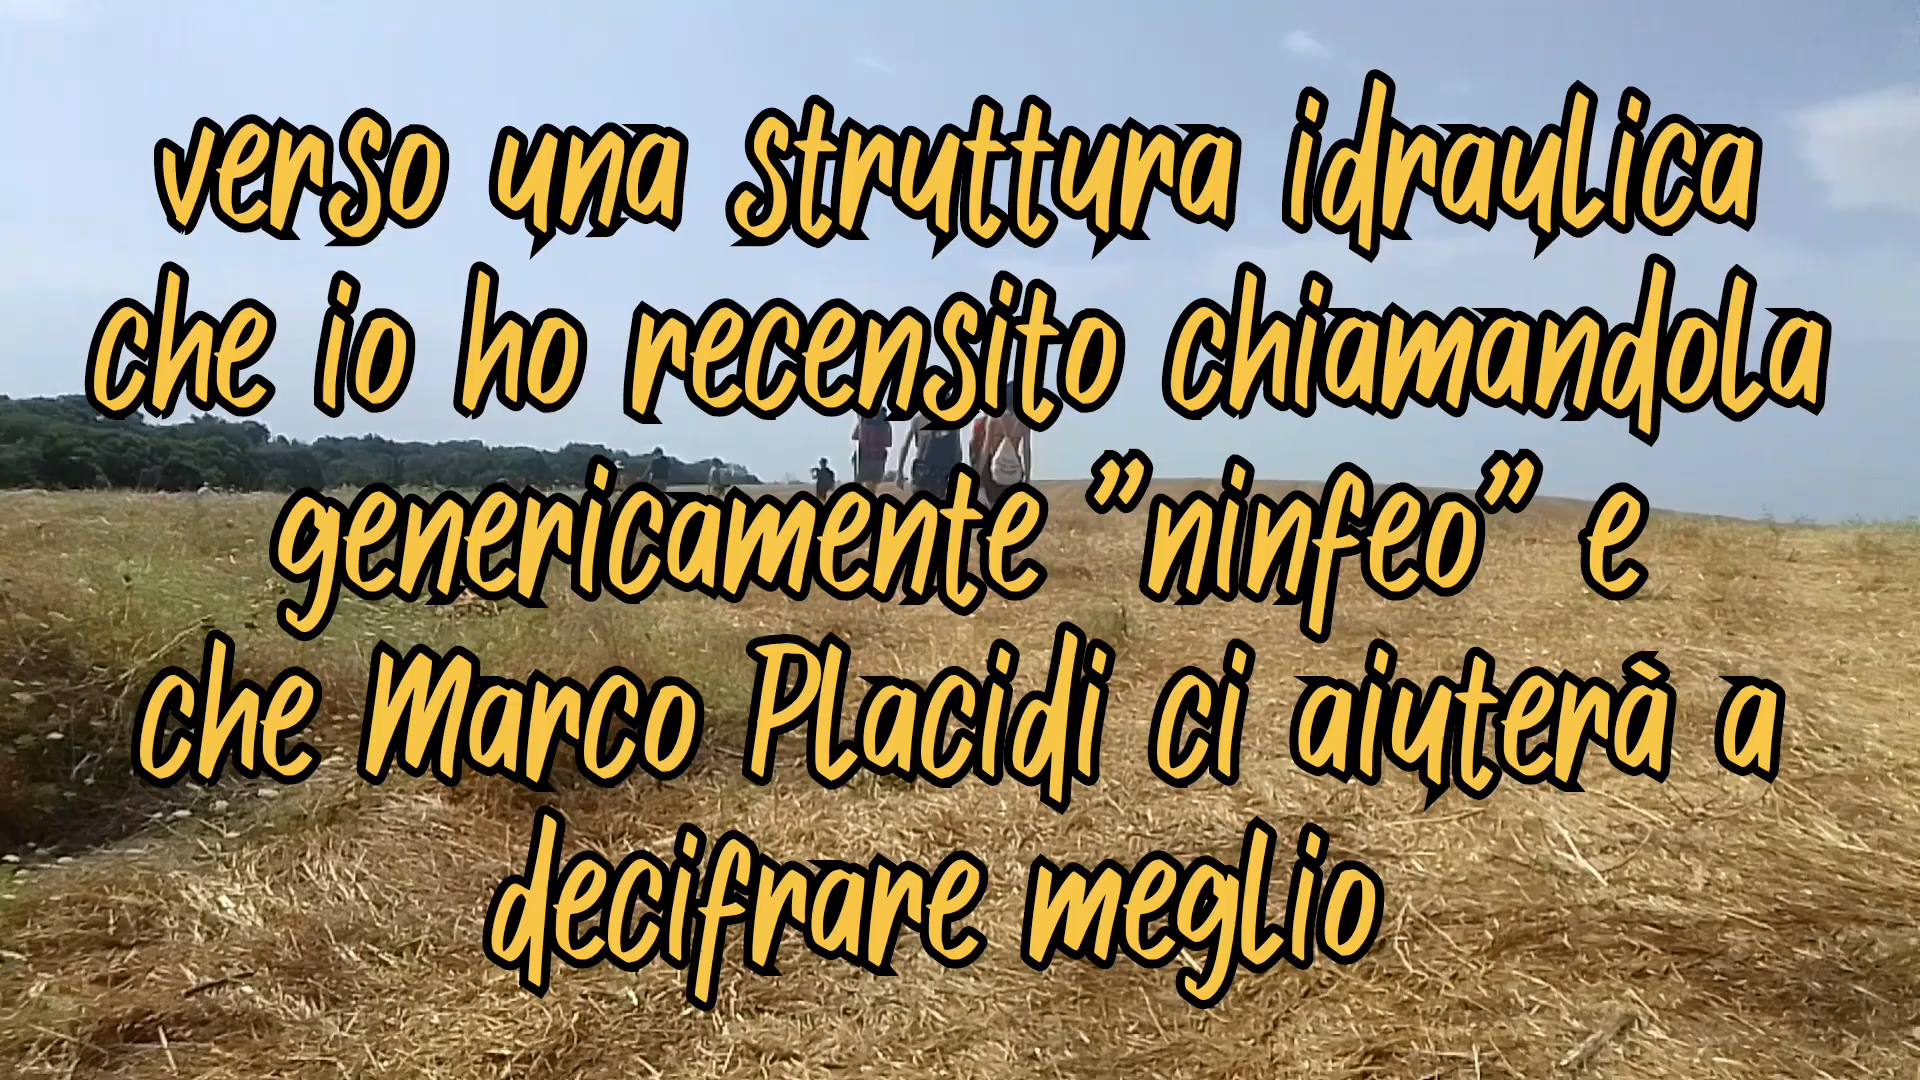 verso una struttura idraulica
che io ho recensito chiamandola
genericamente "ninfeo" e
che Marco Placidi ci aiuterà a
decifrare meglio